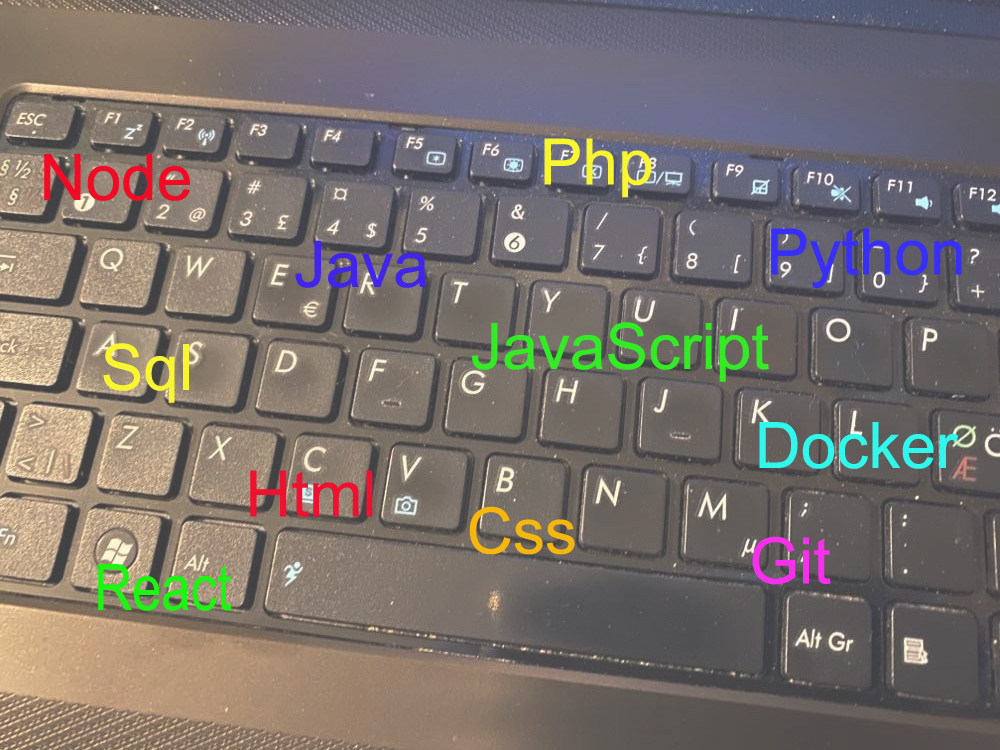 ESC F1 F2 F3 F4 F5 F6 Php F8 F9 F10 F11 F12
§ ½ Node # ¤ % & / ( ) ?
§ 1 2 @ 3 £ 4 $ 5 6 7 { 8 [ 9 ] 0 } +
Q W E Java R T Y U I O P Python
€
Sql A S D F G H J K L Ø Æ JavaScript
Docker
> < \ Z X C V B N M ; :
Html Css µ , .
Fn Alt Git
React
Alt Gr